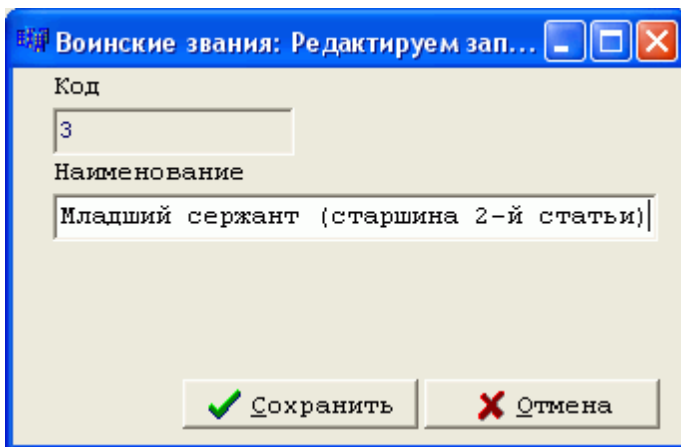 Воинские звания: Редактируем зап...
Код
3
Наименование
Младший сержант (старшина 2-й статьи)
Сохранить Отмена